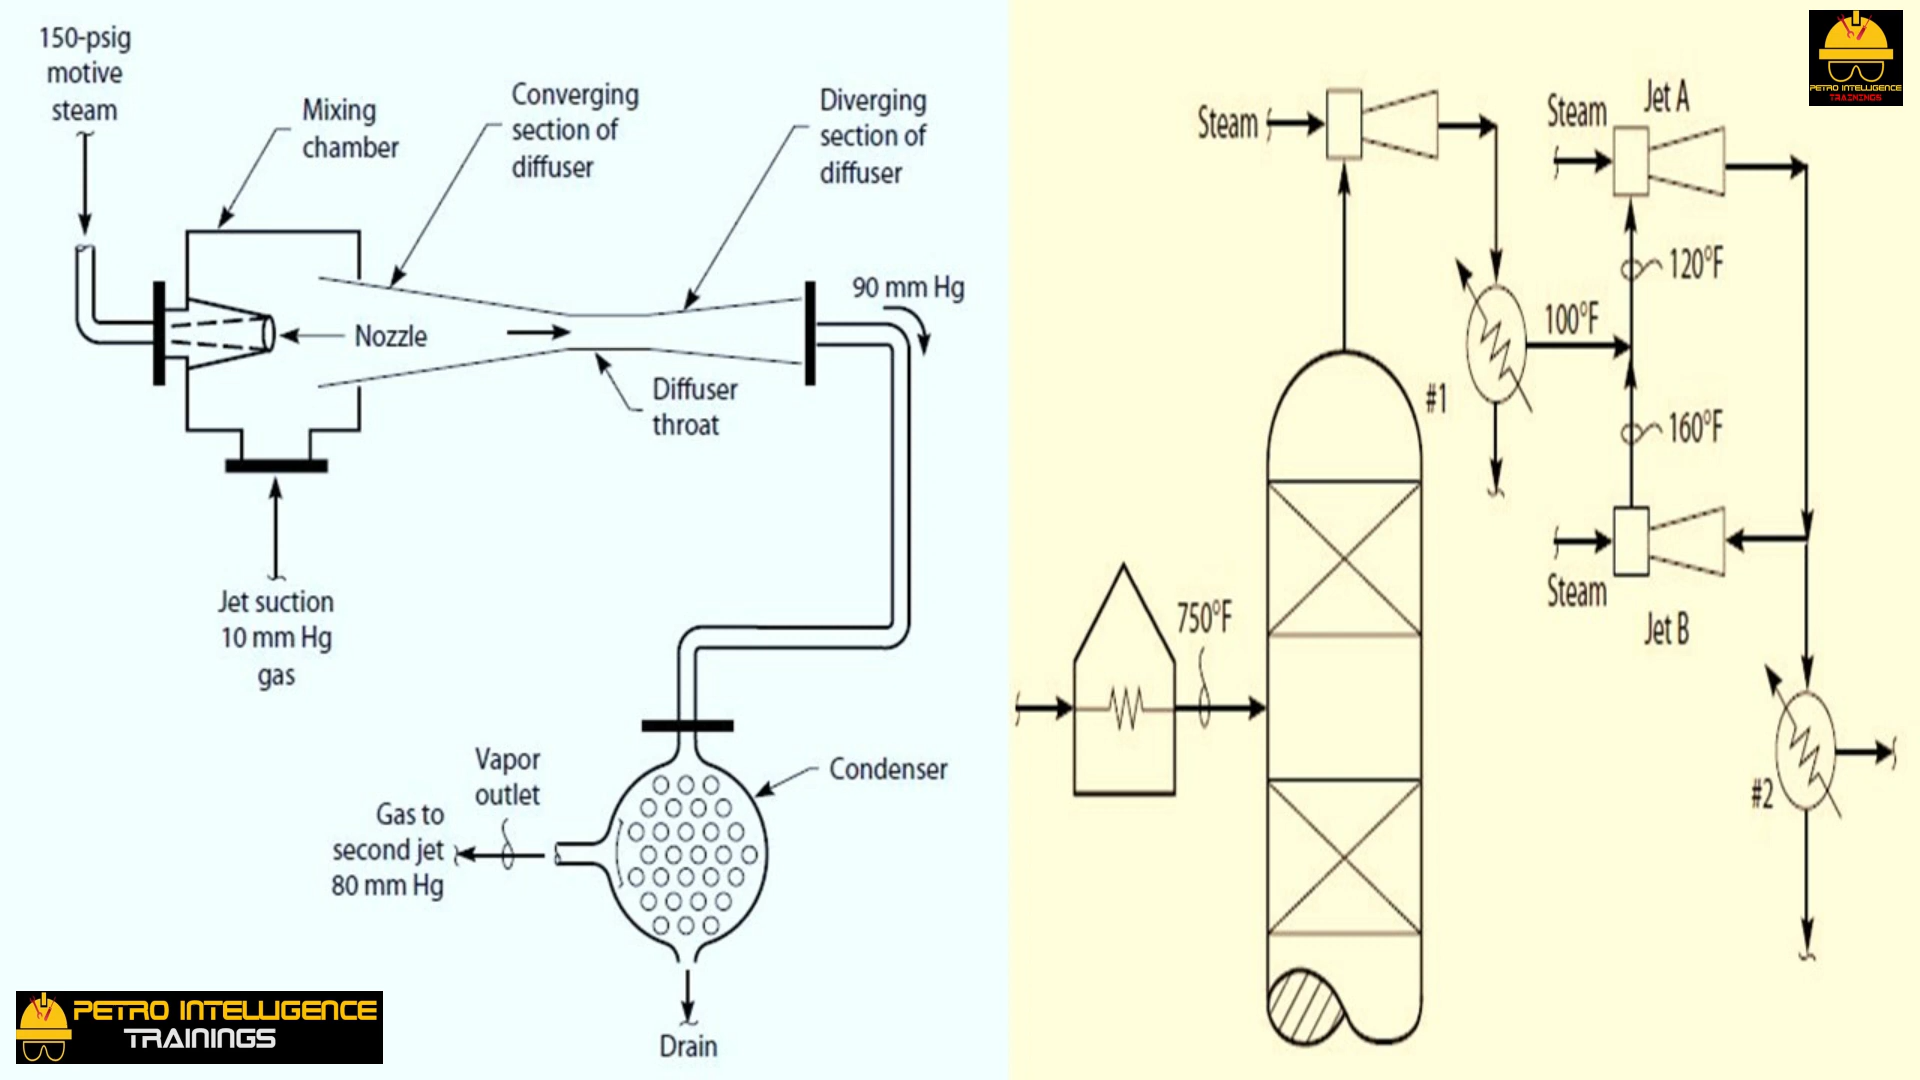 150-psig
motive
steam
Mixing
chamber
Converging
section of
diffuser
Diverging
section of
diffuser
90 mm Hg
Nozzle
Diffuser
throat
Jet suction
10 mm Hg
gas
Vapor
outlet
Condenser
Gas to
second jet
80 mm Hg
Drain
PETRO INTELLIGENCE
TRAININGS
Steam
Steam
Jet A
120°F
100°F
#1
160°F
Steam
Jet B
750°F
#2
PETRO INTELLIGENCE
TRAININGS